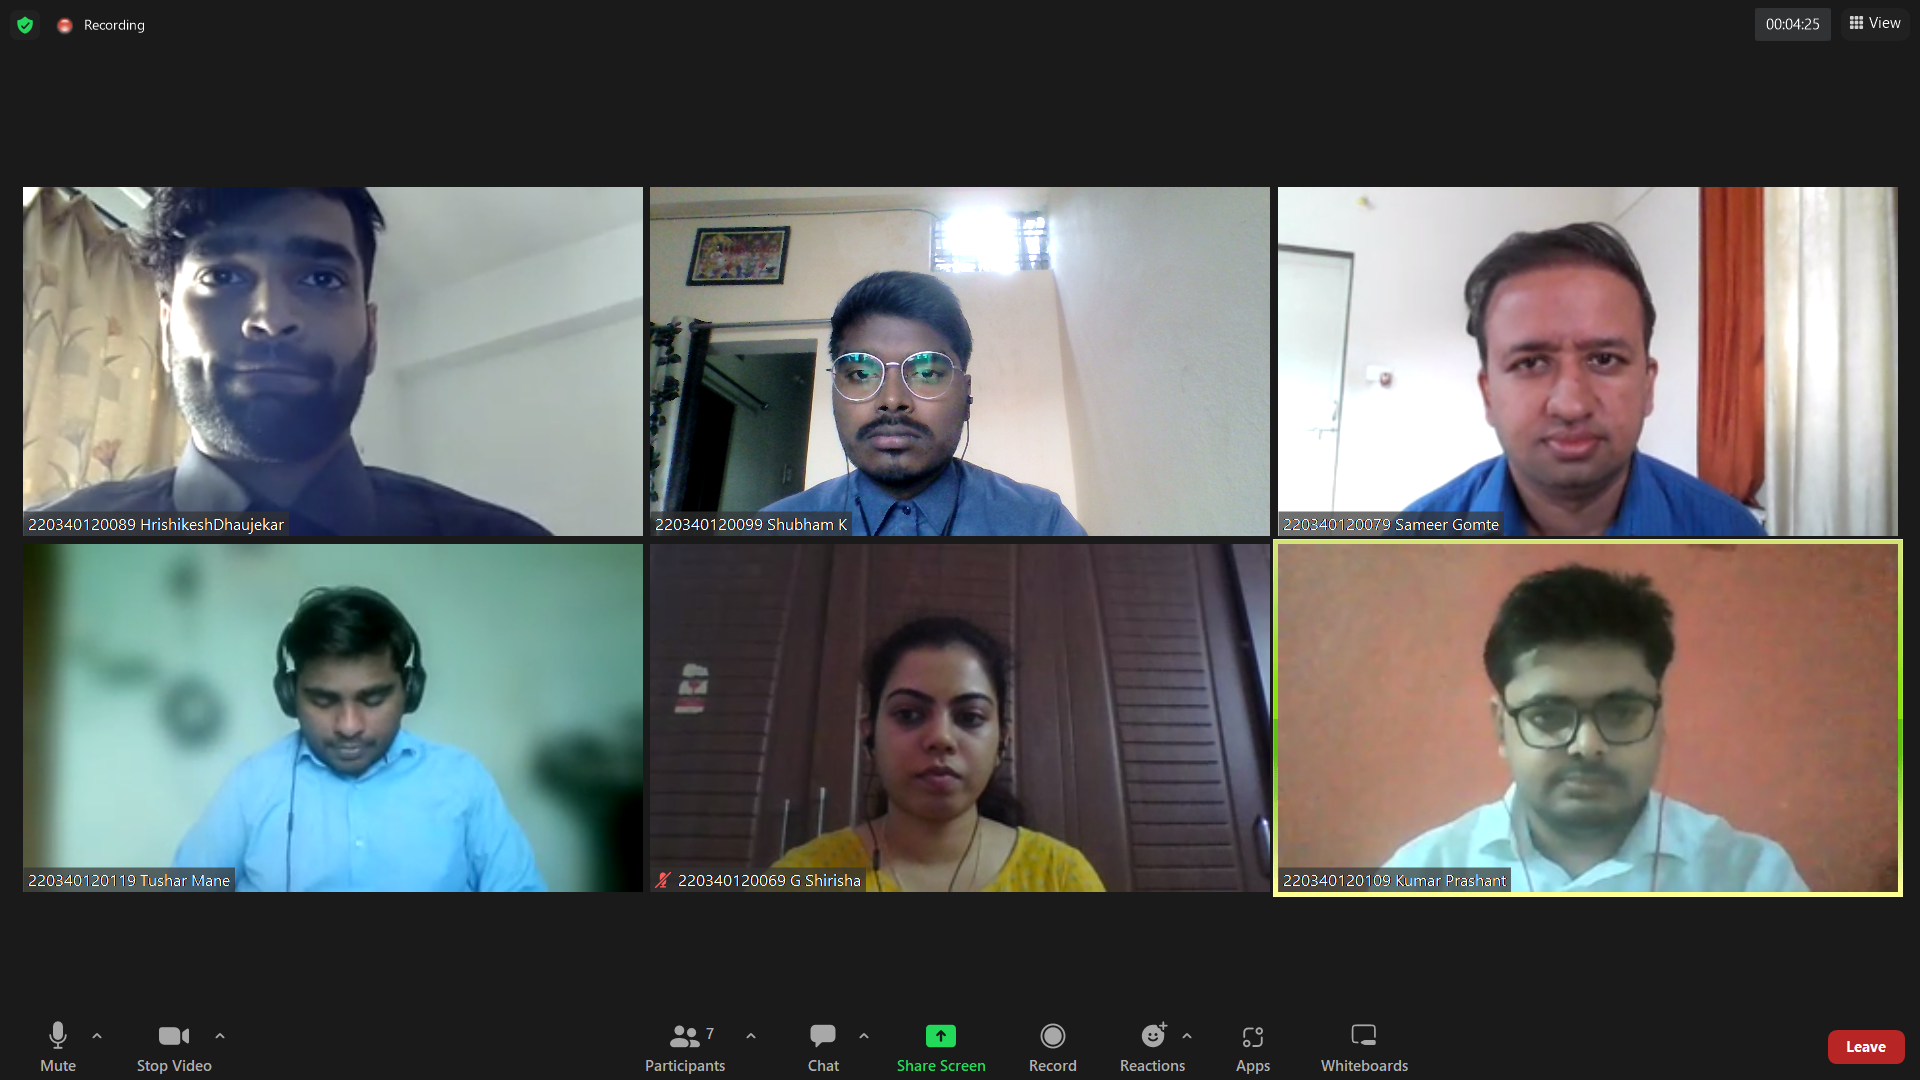 Recording
00:04:25
View
220340120089 HrishikeshDhaujekar
220340120099 Shubham K
220340120079 Sameer Gomte
220340120119 Tushar Mane
220340120069 G Shirisha
220340120109 Kumar Prashant
Mute
Stop Video
7
Participants
Chat
Share Screen
Record
Reactions
Apps
Whiteboards
Leave